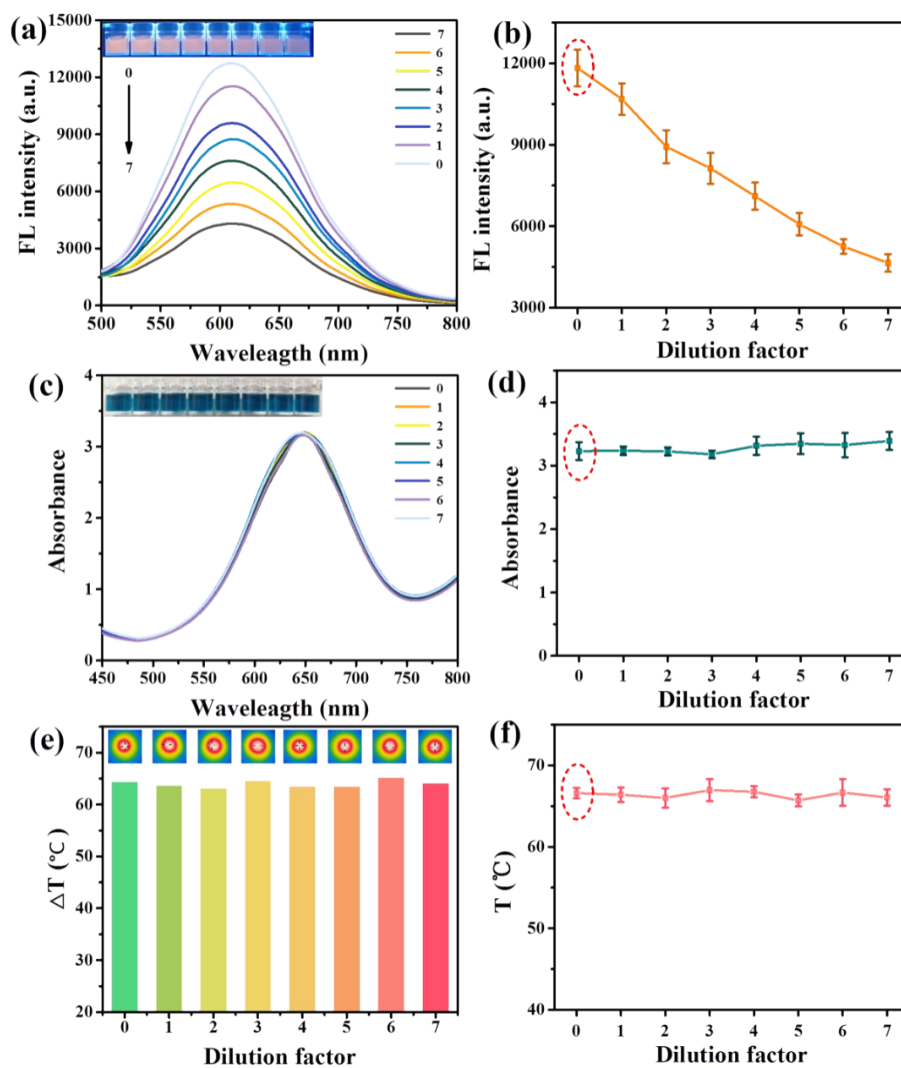 (a)
15000
12000
9000
6000
3000
0
FL intensity (a.u.)
0
7
7
6
5
4
3
2
1
0
500 550 600 650 700 750 800
Waveleagth (nm)
(b)
12000
9000
6000
3000
FL intensity (a.u.)
0 1 2 3 4 5 6 7
Dilution factor
(c)
4
3
2
1
0
Absorbance
0
1
2
3
4
5
6
7
450 500 550 600 650 700 750 800
Waveleagth (nm)
(d)
4
3
2
1
0
Absorbance
0 1 2 3 4 5 6 7
Dilution factor
(e)
70
60
50
40
30
20
△T (℃)
0 1 2 3 4 5 6 7
Dilution factor
(f)
70
60
50
40
T (℃)
0 1 2 3 4 5 6 7
Dilution factor